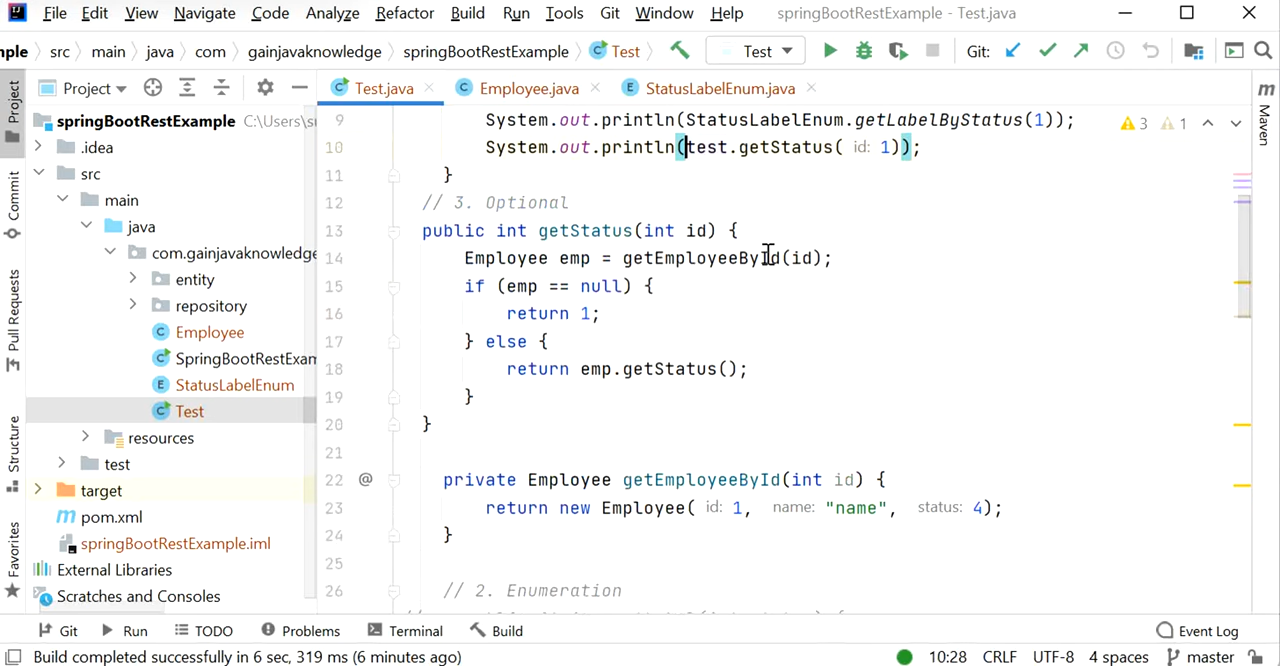 File Edit View Navigate Code Analyze Refactor Build Run Tools Git Window Help springBootRestExample - Test.java
src main java com gainjavaknowledge springBootRestExample Test Test Git:
Project Test.java Employee.java StatusLabelEnum.java
springBootRestExample
.idea
src
main
java
entity
repository
Employee
StatusLabelEnum
Test
resources
test
target
pom.xml
springBootRestExample.iml
External Libraries
Scratches and Consoles
9 System.out.println(StatusLabelEnum.getLabelByStatus(1));
10 System.out.println(test.getStatus( id: 1));
11 }
12 // 3. Optional
13 public int getStatus(int id) {
14 Employee emp = getEmployeeById(id);
15 if (emp == null) {
16 return 1;
17 } else {
18 return emp.getStatus();
19 }
20 }
21
22 @ private Employee getEmployeeById(int id) {
23 return new Employee( id: 1, name: "name", status: 4);
24 }
25
26 // 2. Enumeration
3 1
Project
Commit
Pull Requests
Structure
Favorites
Maven
Git Run TODO Problems Terminal Build Event Log
Build completed successfully in 6 sec, 319 ms (6 minutes ago) 10:28 CRLF UTF-8 4 spaces master